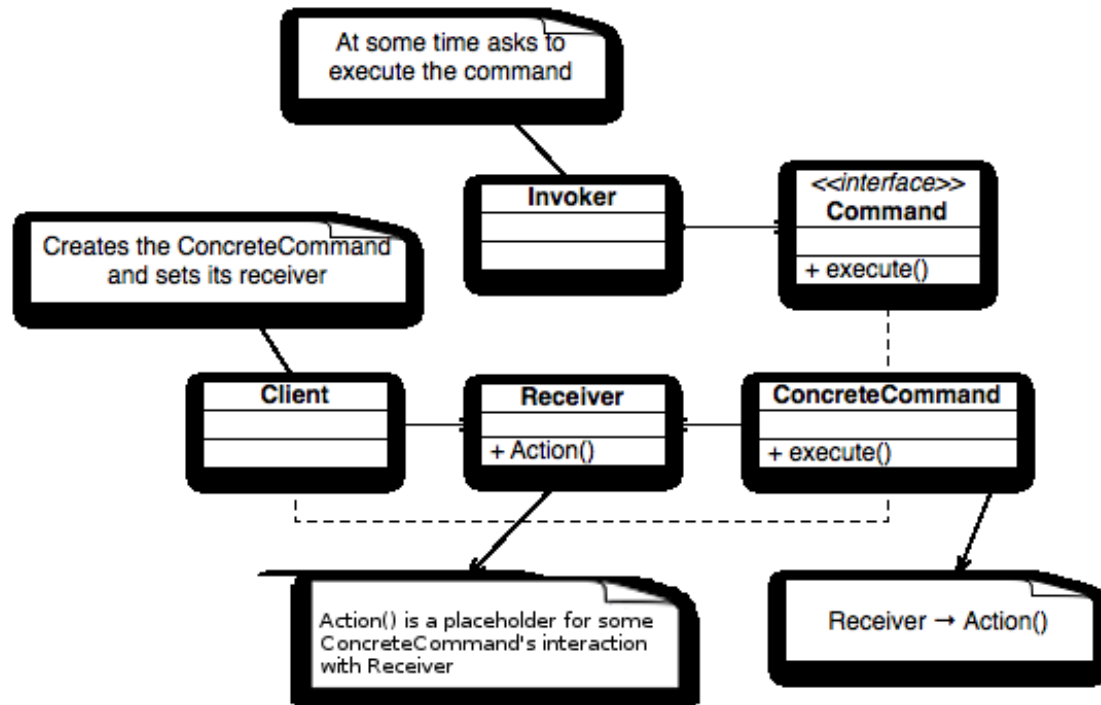 At some time asks to
execute the command
Invoker
<<interface>>
Command
+ execute()
Creates the ConcreteCommand
and sets its receiver
Client
Receiver
+ Action()
ConcreteCommand
+ execute()
Action() is a placeholder for some
ConcreteCommand's interaction
with Receiver
Receiver → Action()